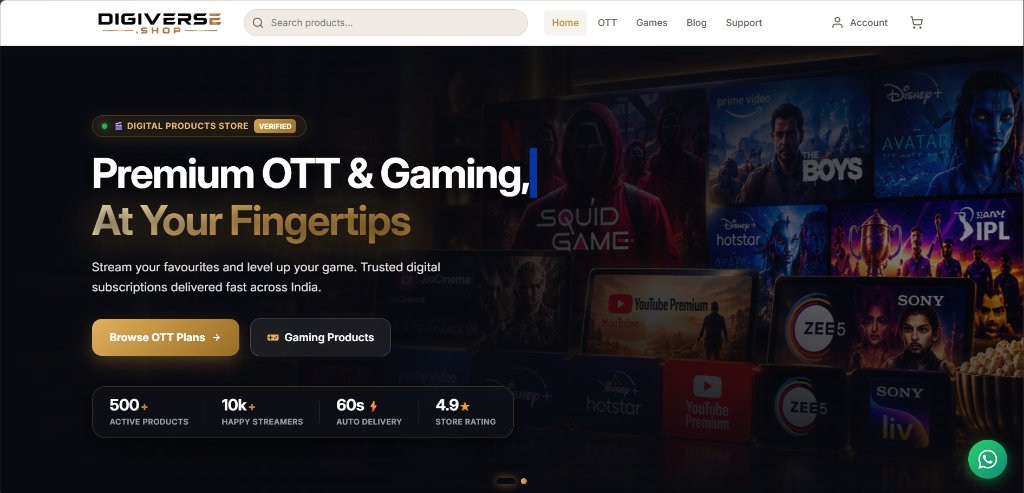 DIGIVERSE
.SHOP
Search products...
Home
OTT
Games
Blog
Support
Account
DIGITAL PRODUCTS STORE
VERIFIED
Premium OTT & Gaming,
At Your Fingertips
Stream your favourites and level up your game. Trusted digital
subscriptions delivered fast across India.
Browse OTT Plans →
Gaming Products
500+
ACTIVE PRODUCTS
10k+
HAPPY STREAMERS
60s
AUTO DELIVERY
4.9★
STORE RATING
N
SQUID
GAME
prime video
THE
BOYS
Disney+
AVATAR
Disney+
hotstar
IPL
JioCinema
YouTube Premium
ZEE5
SONY
Disney+
hotstar
YouTube
Premium
ZEE5
SONY
liv